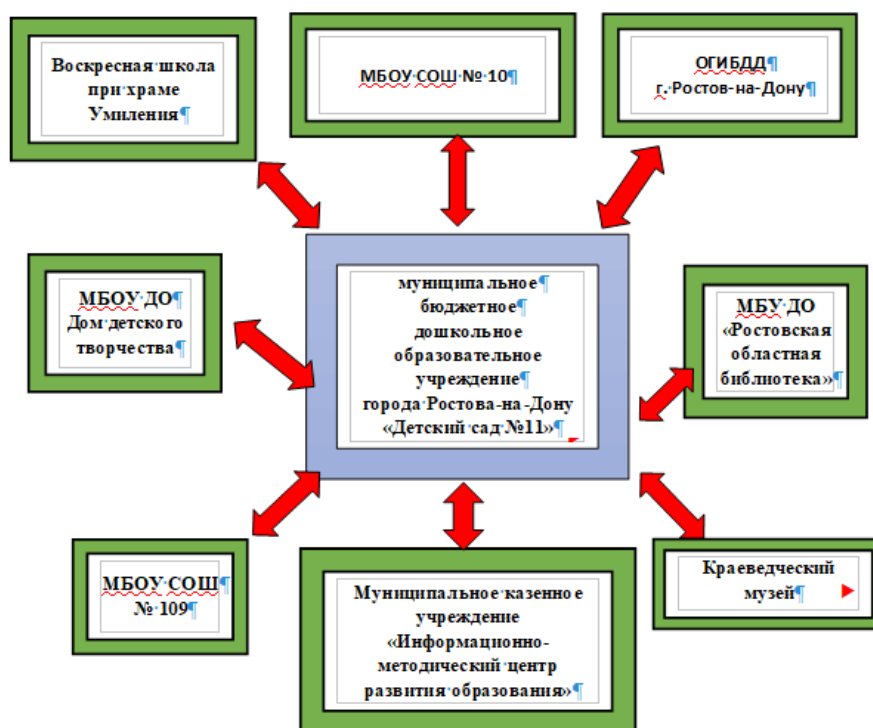 Воскресная школа
при храме
Умиления
МБОУ СОШ № 10
ОГИБДД
г. Ростов-на-Дону
МБОУ ДО
Дом детского
творчества
муниципальное
бюджетное
дошкольное
образовательное
учреждение
города Ростова-на-Дону
«Детский сад №11»
МБУ ДО
«Ростовская
областная
библиотека»
МБОУ СОШ
№ 109
Муниципальное казенное
учреждение
«Информационно-
методический центр
развития образования»
Краеведческий
музей